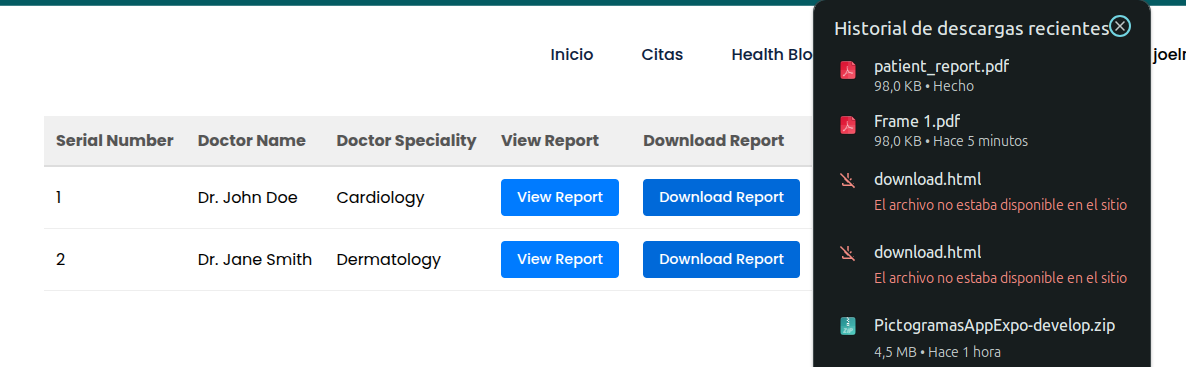 Inicio Citas Health Blo joelr
Serial Number Doctor Name Doctor Speciality View Report Download Report
1 Dr. John Doe Cardiology View Report Download Report
2 Dr. Jane Smith Dermatology View Report Download Report
Historial de descargas recientes
patient_report.pdf
98,0 KB • Hecho
Frame 1.pdf
98,0 KB • Hace 5 minutos
download.html
El archivo no estaba disponible en el sitio
download.html
El archivo no estaba disponible en el sitio
PictogramasAppExpo-develop.zip
4,5 MB • Hace 1 hora